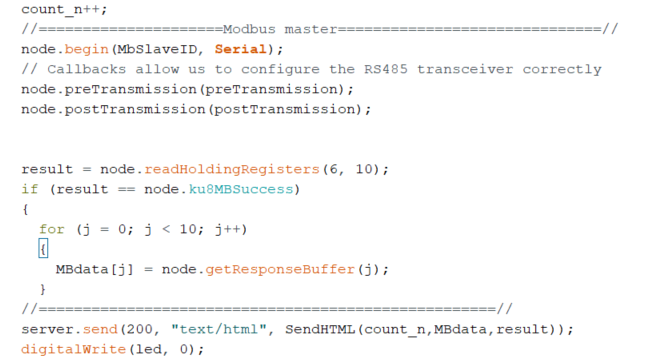 count_n++;
//=====================Modbus master==============================//
node.begin(MbSlaveID, Serial);
// Callbacks allow us to configure the RS485 transceiver correctly
node.preTransmission(preTransmission);
node.postTransmission(postTransmission);
result = node.readHoldingRegisters(6, 10);
if (result == node.ku8MBSuccess)
{
for (j = 0; j < 10; j++)
{
MBdata[j] = node.getResponseBuffer(j);
}
//====================================================//
server.send(200, "text/html", SendHTML(count_n,MBdata,result));
digitalWrite(led, 0);